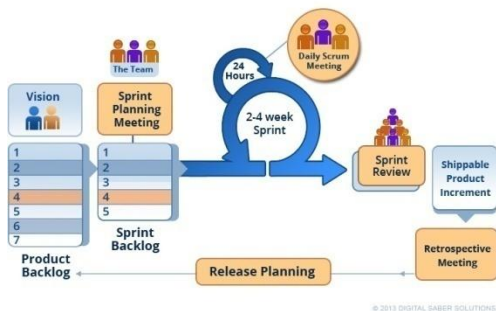 Vision
1
2
3
4
5
6
7
Product
Backlog
The Team
Sprint
Planning
Meeting
1
2
3
4
5
Sprint
Backlog
24
Hours
2-4 week
Sprint
Daily Scrum
Meeting
Sprint
Review
Shippable
Product
Increment
Retrospective
Meeting
Release Planning
© 2013 DIGITAL SABER SOLUTIONS